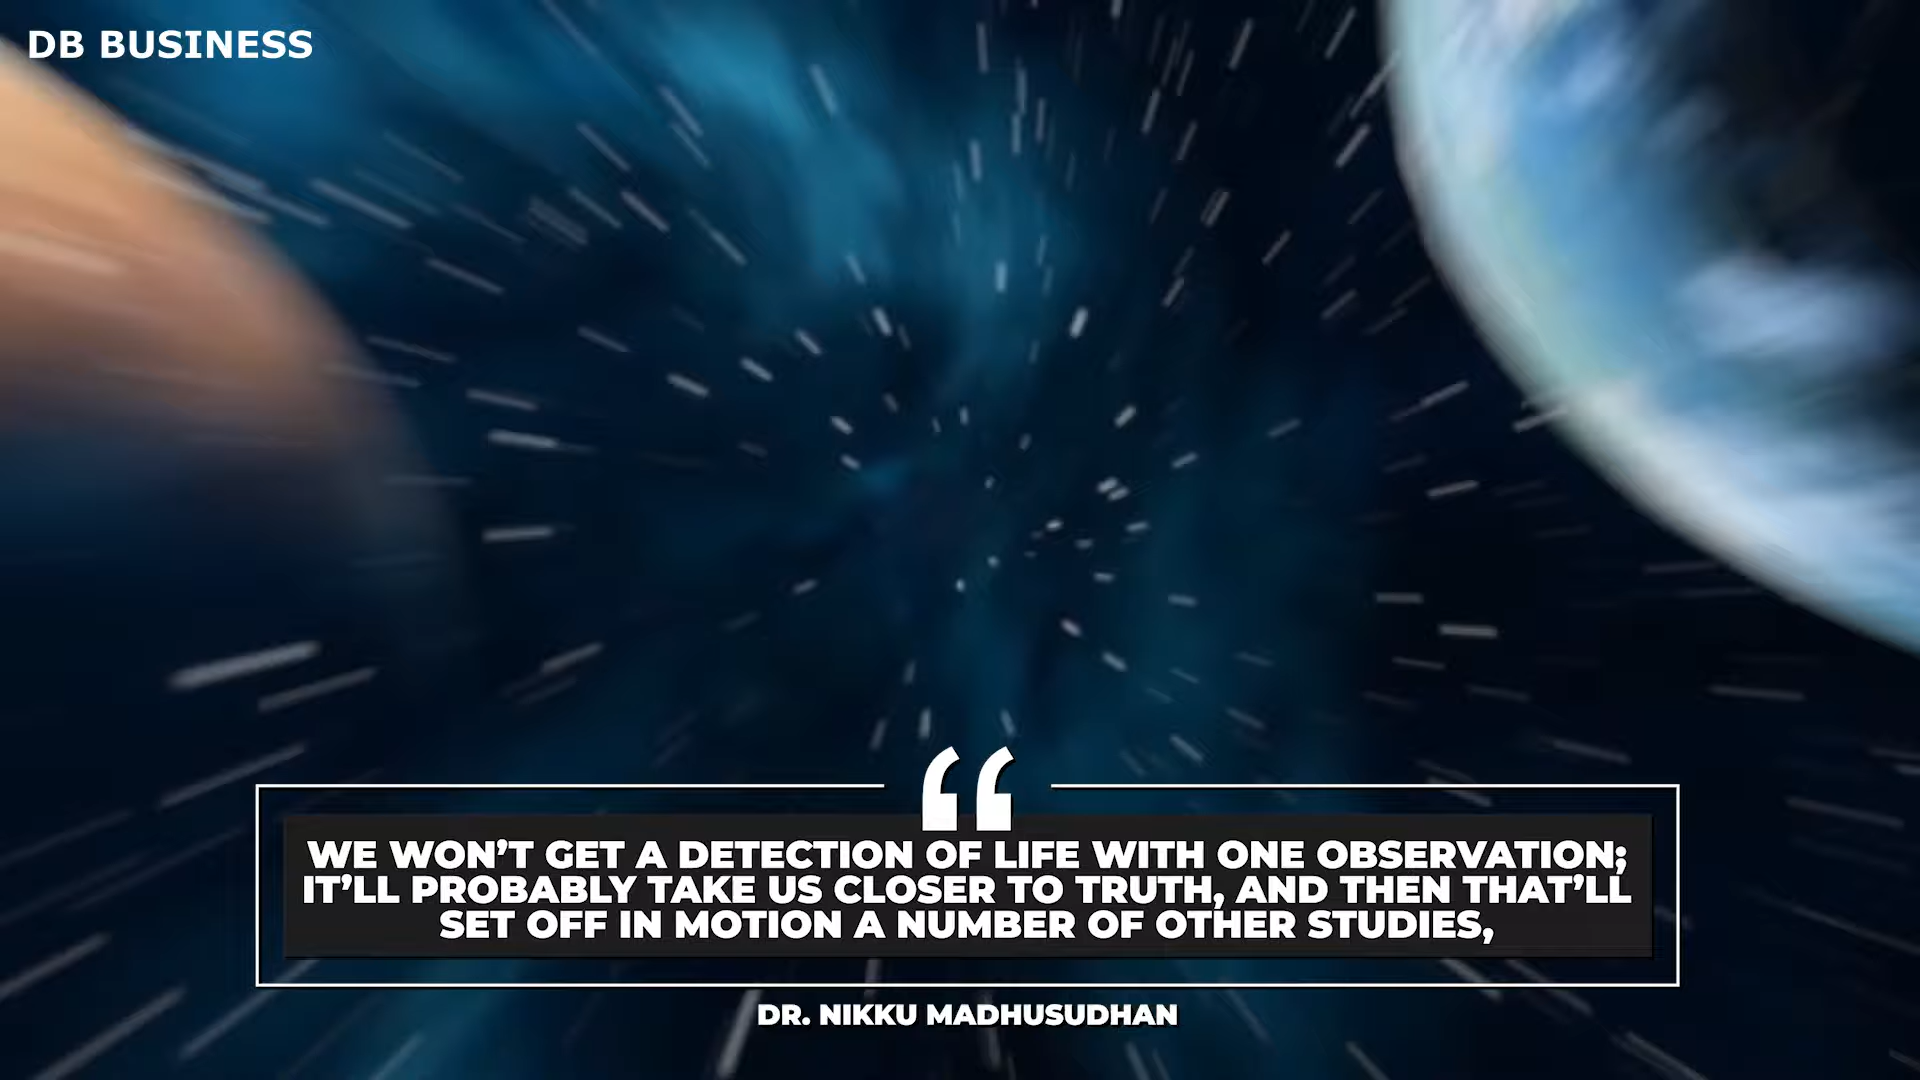 DB BUSINESS
“
WE WON’T GET A DETECTION OF LIFE WITH ONE OBSERVATION;
IT’LL PROBABLY TAKE US CLOSER TO TRUTH, AND THEN THAT’LL
SET OFF IN MOTION A NUMBER OF OTHER STUDIES,
DR. NIKKU MADHUSUDHAN